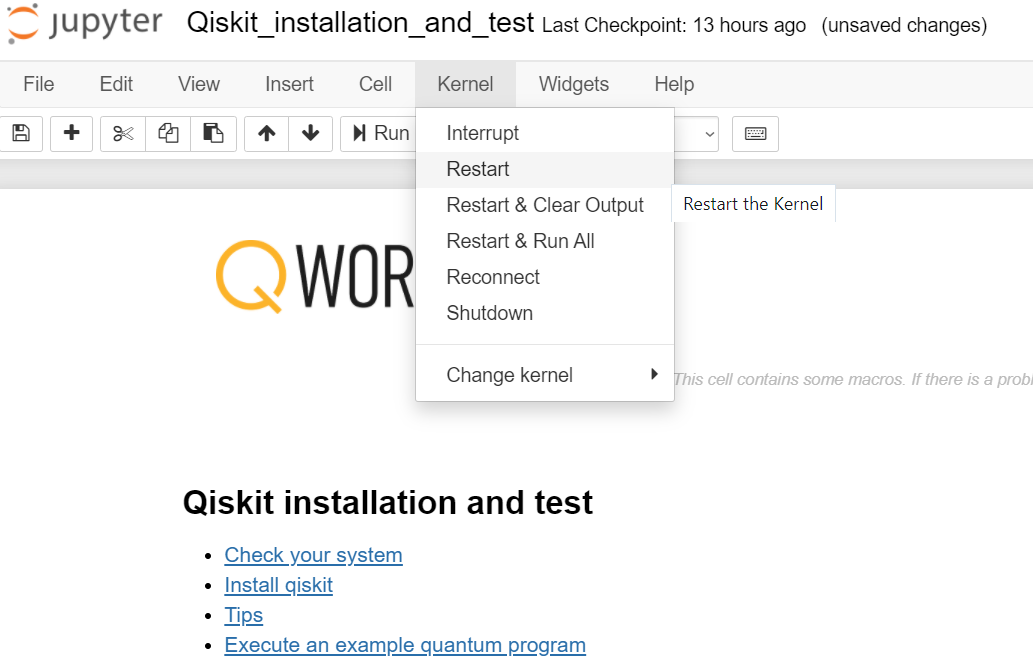 jupyter Qiskit_installation_and_test Last Checkpoint: 13 hours ago (unsaved changes)
File Edit View Insert Cell Kernel Widgets Help
Run
Interrupt
Restart
Restart & Clear Output
Restart the Kernel
Restart & Run All
Reconnect
Shutdown
Change kernel
QWOR
This cell contains some macros. If there is a probl
Qiskit installation and test
• Check your system
• Install qiskit
• Tips
• Execute an example quantum program